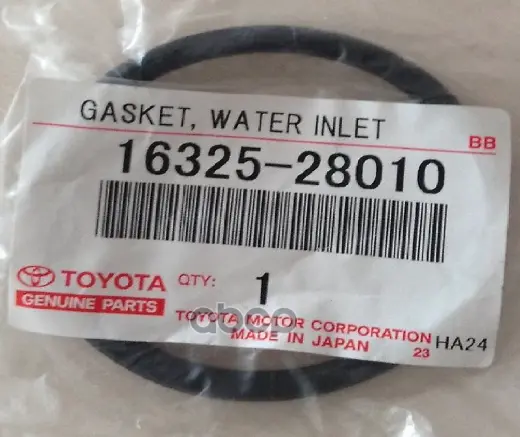 GASKET, WATER INLET
BB
16325-28010
TOYOTA
GENUINE PARTS
QTY: 1
TOYOTA MOTOR CORPORATION
MADE IN JAPAN 23 HA24